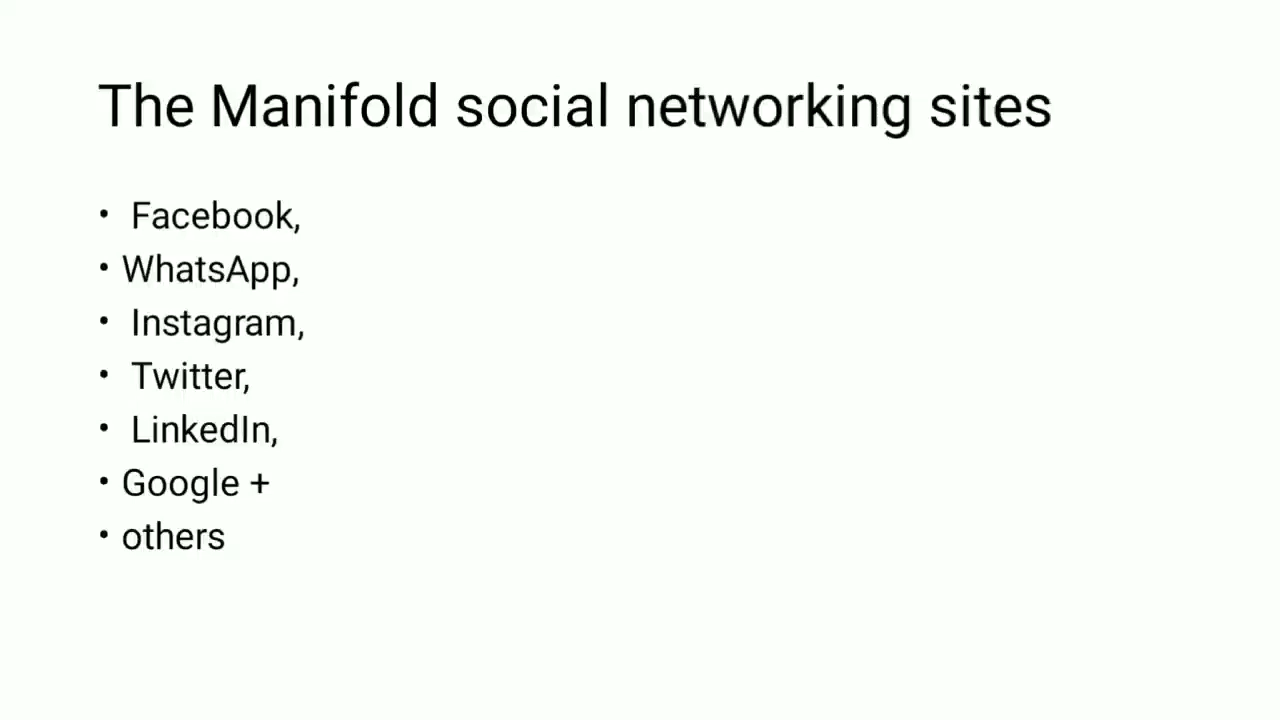 The Manifold social networking sites
• Facebook,
• WhatsApp,
• Instagram,
• Twitter,
• LinkedIn,
• Google +
• others